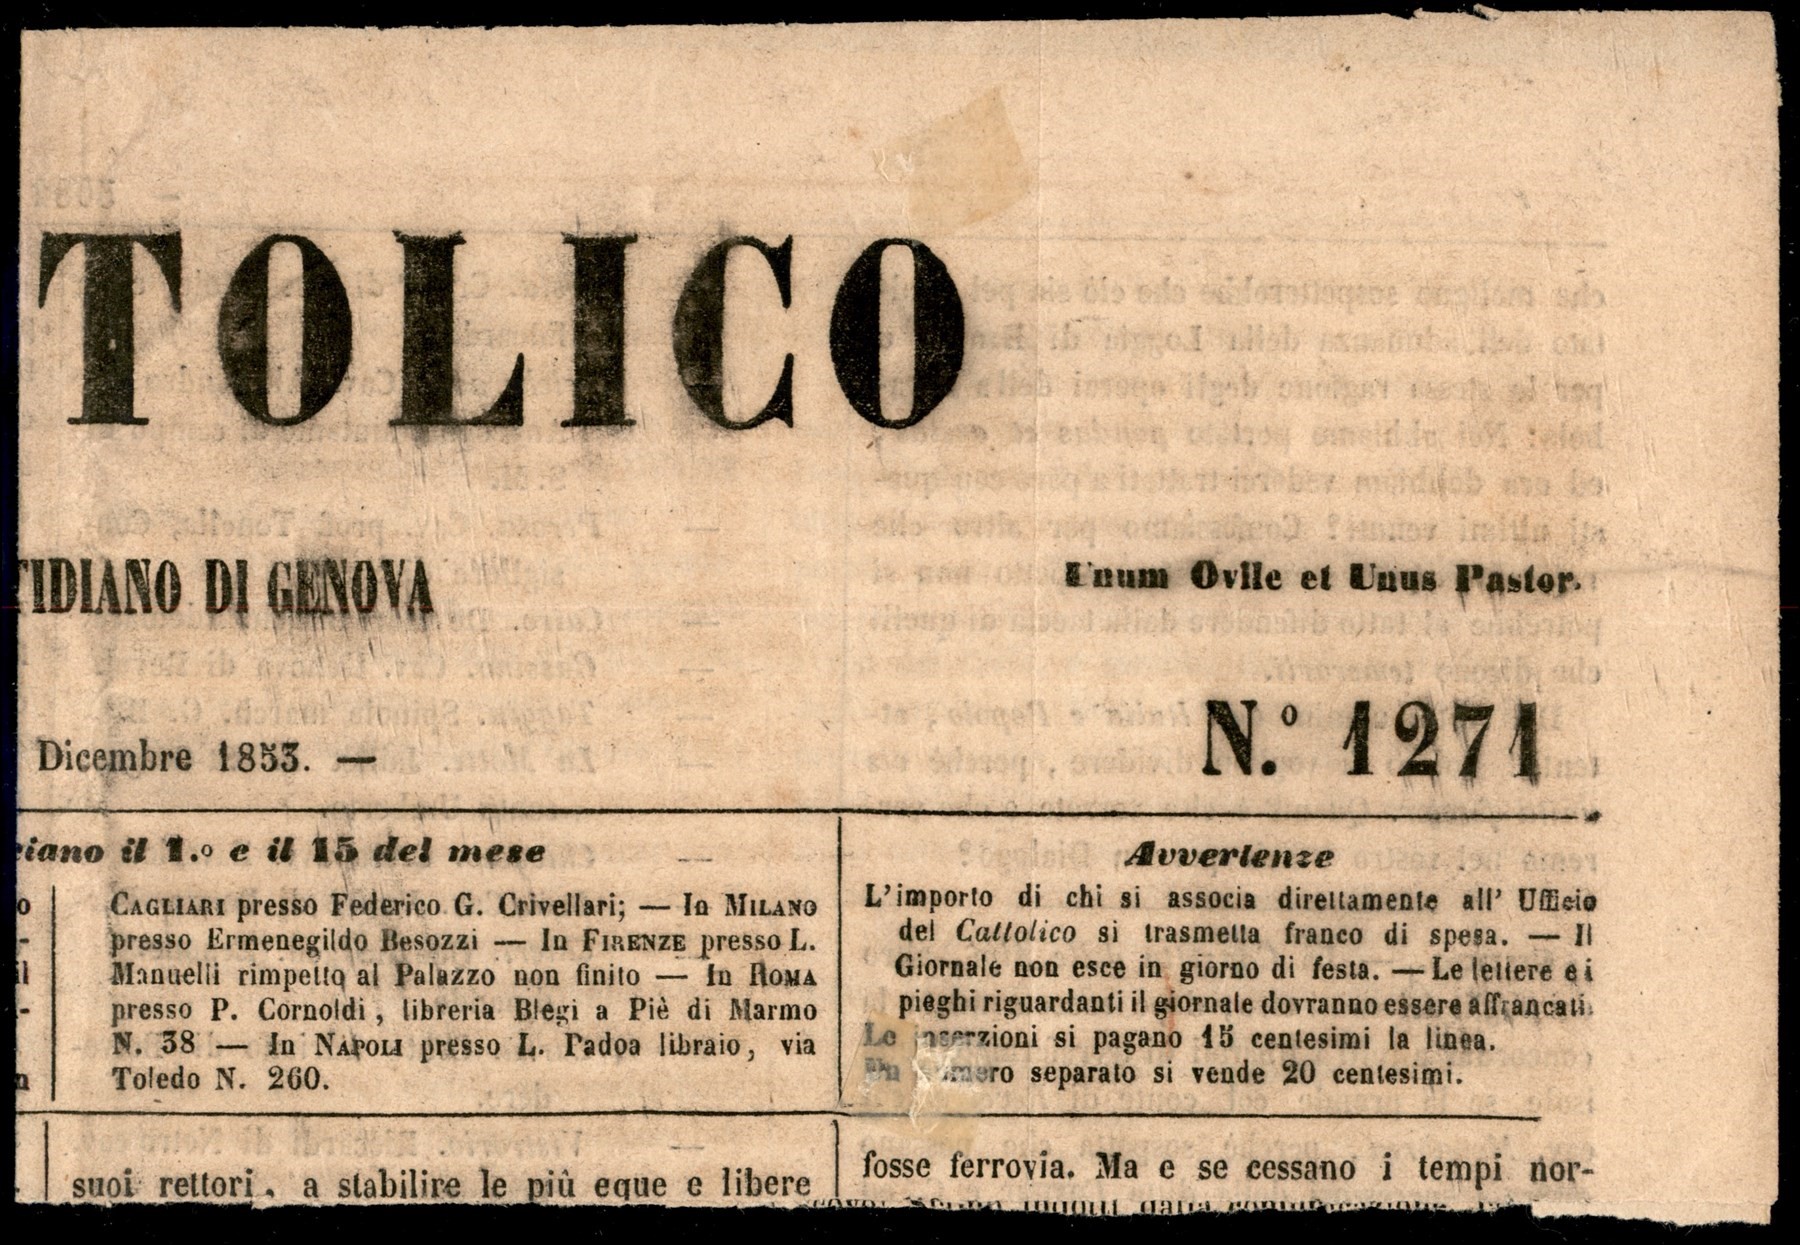 TOLICO
TIDIANO DI GENOVA
Unum Ovile et Unus Pastor.
Dicembre 1853. —
N.º 1271
ciano il 1.º e il 15 del mese
CAGLIARI presso Federico G. Crivellari; — In MILANO
presso Ermenegildo Besozzi — In FIRENZE presso L.
Manuelli rimpetto al Palazzo non finito — In ROMA
presso P. Cornoldi, libreria Blegi a Piè di Marmo
N. 38 — In NAPOLI presso L. Padoa libraio, via
Toledo N. 260.
Avvertenze
L'importo di chi si associa direttamente all' Ufficio
del Cattolico si trasmetta franco di spesa. — Il
Giornale non esce in giorno di festa. — Le lettere e i
pieghi riguardanti il giornale dovranno essere affrancati.
Le inserzioni si pagano 15 centesimi la linea.
Un numero separato si vende 20 centesimi.
suoi rettori, a stabilire le più eque e libere
fosse ferrovia. Ma e se cessano i tempi nor-